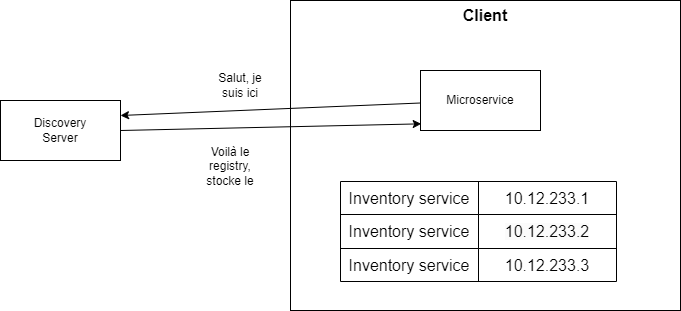 Client
Salut, je
suis ici
Microservice
Discovery
Server
Voilà le
registry,
stocke le
Inventory service 10.12.233.1
Inventory service 10.12.233.2
Inventory service 10.12.233.3